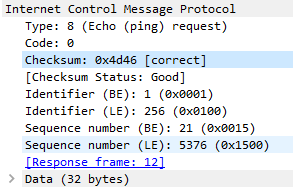 Internet Control Message Protocol
Type: 8 (Echo (ping) request)
Code: 0
Checksum: 0x4d46 [correct]
[Checksum Status: Good]
Identifier (BE): 1 (0x0001)
Identifier (LE): 256 (0x0100)
Sequence number (BE): 21 (0x0015)
Sequence number (LE): 5376 (0x1500)
[Response frame: 12]
Data (32 bytes)